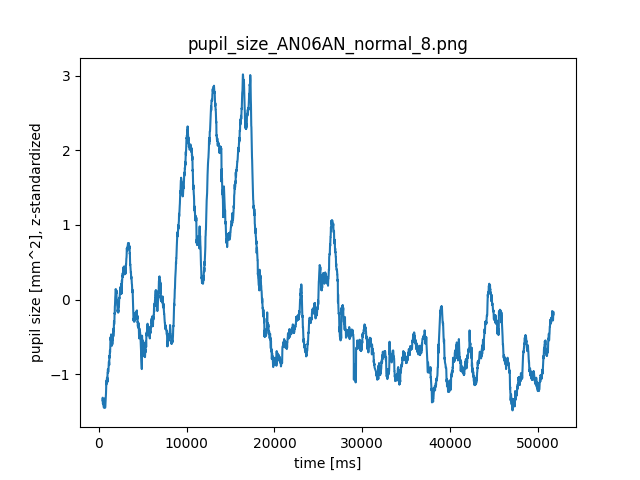 pupil_size_AN06AN_normal_8.png
pupil size [mm^2], z-standardized
3
2
1
0
−1
0 10000 20000 30000 40000 50000
time [ms]